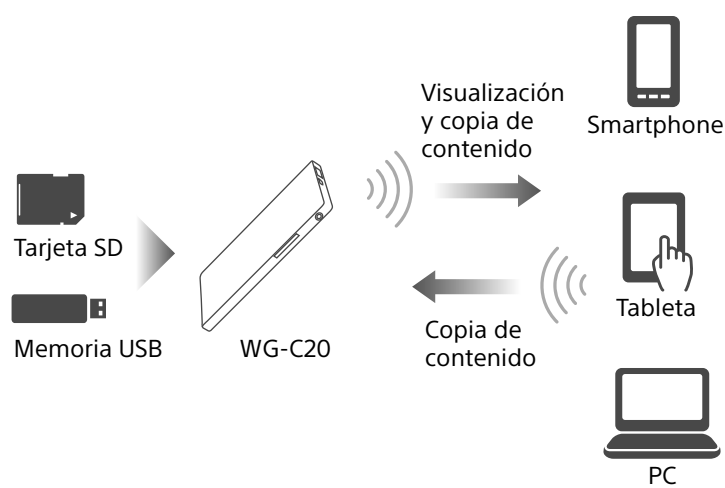 Tarjeta SD
Memoria USB
WG-C20
Visualización
y copia de
contenido
Copia de
contenido
Smartphone
Tableta
PC